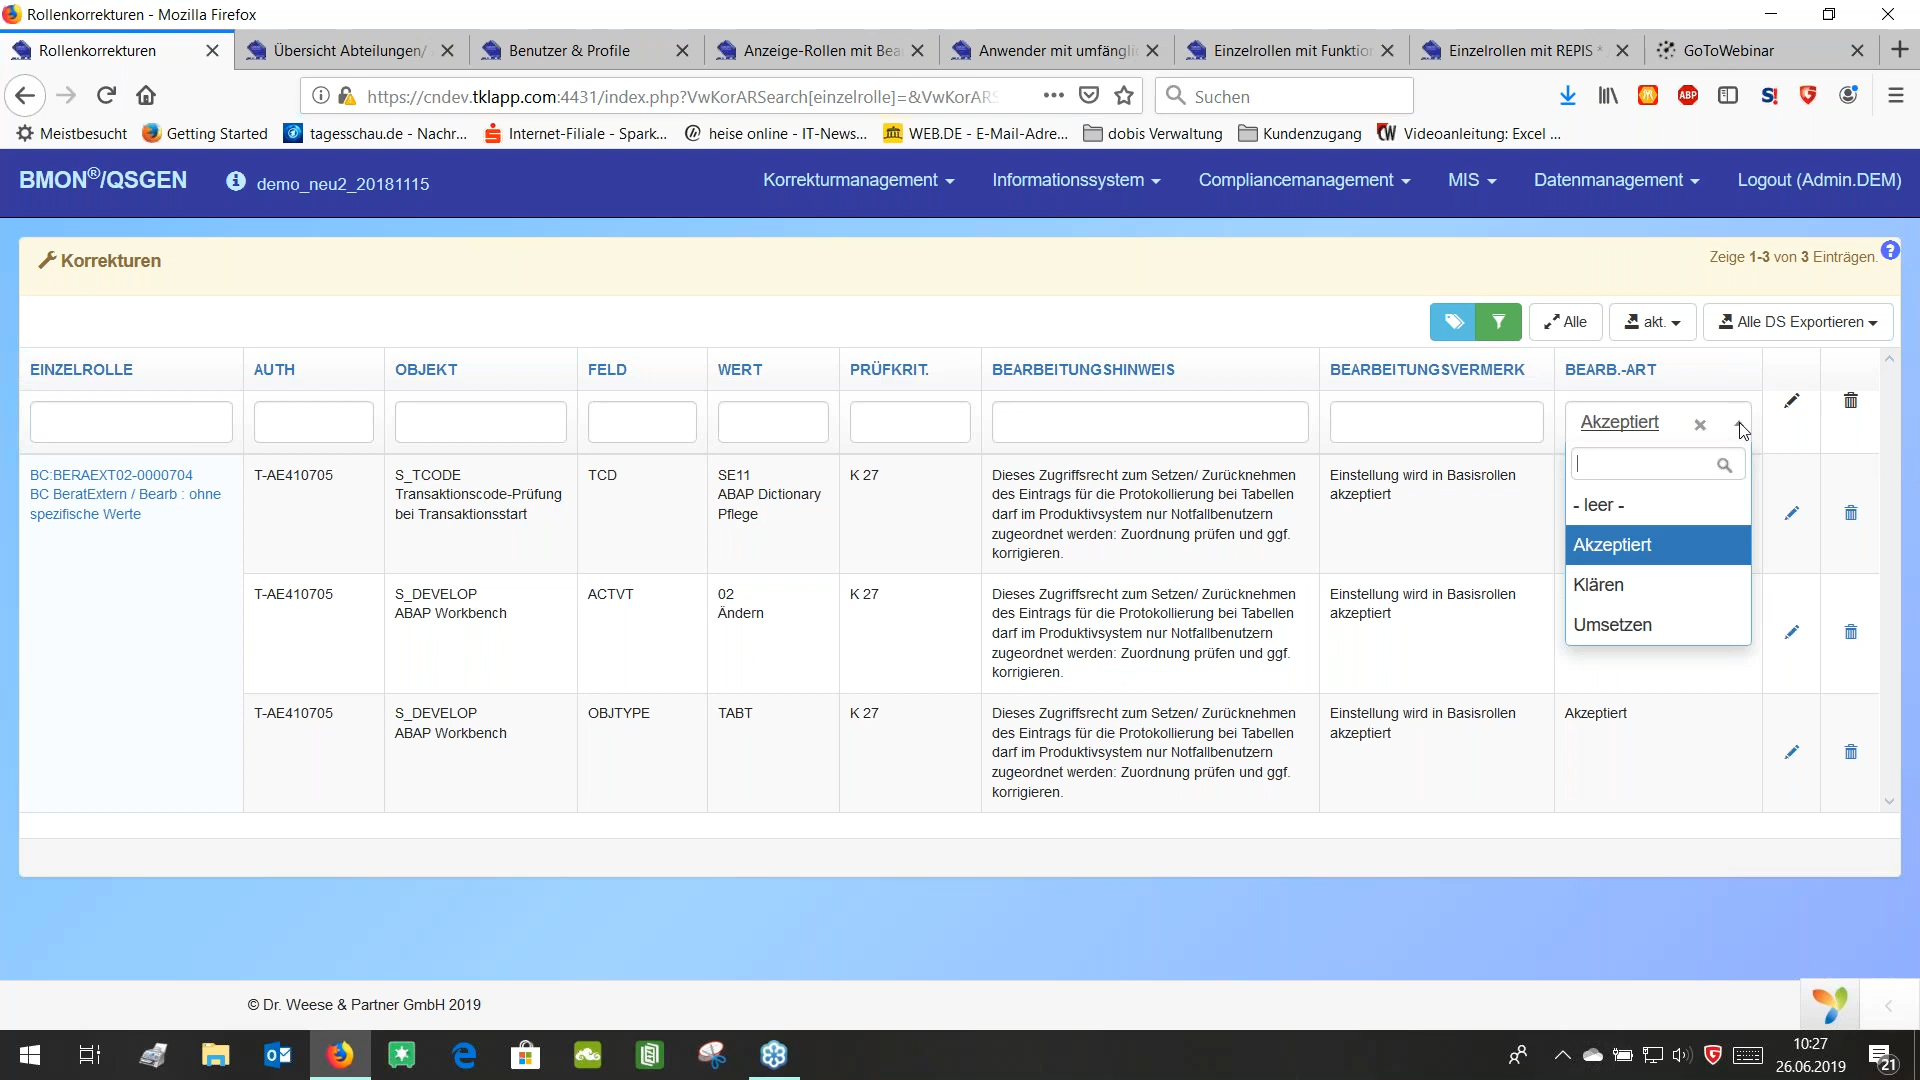 Rollenkorrekturen - Mozilla Firefox
Rollenkorrekturen
Übersicht Abteilungen/
Benutzer & Profile
Anzeige-Rollen mit Bea
Anwender mit umfängli
Einzelrollen mit Funktio
Einzelrollen mit REPIS *
GoToWebinar
https://cndev.tklapp.com:4431/index.php?VwKorARSearch[einzelrolle]=&VwKorARS
Suchen
ABP
S!
Meistbesucht
Getting Started
tagesschau.de - Nachr...
Internet-Filiale - Spark...
heise online - IT-News...
WEB.DE - E-Mail-Adre...
dobis Verwaltung
Kundenzugang
Videoanleitung: Excel ...
BMON®/QSGEN
demo_neu2_20181115
Korrekturmanagement
Informationssystem
Compliancemanagement
MIS
Datenmanagement
Logout (Admin.DEM)
Korrekturen
Zeige 1-3 von 3 Einträgen.
?
Alle
akt.
Alle DS Exportieren
EINZELROLLE
AUTH
OBJEKT
FELD
WERT
PRÜFKRIT.
BEARBEITUNGSHINWEIS
BEARBEITUNGSVERMERK
BEARB.-ART
Akzeptiert
- leer -
Akzeptiert
Klären
Umsetzen
BC:BERAEXT02-0000704
BC BeratExtern / Bearb : ohne
spezifische Werte
T-AE410705
S_TCODE
Transaktionscode-Prüfung
bei Transaktionsstart
TCD
SE11
ABAP Dictionary
Pflege
K 27
Dieses Zugriffsrecht zum Setzen/ Zurücknehmen
des Eintrags für die Protokollierung bei Tabellen
darf im Produktivsystem nur Notfallbenutzern
zugeordnet werden: Zuordnung prüfen und ggf.
korrigieren.
Einstellung wird in Basisrollen
akzeptiert
T-AE410705
S_DEVELOP
ABAP Workbench
ACTVT
02
Ändern
K 27
Dieses Zugriffsrecht zum Setzen/ Zurücknehmen
des Eintrags für die Protokollierung bei Tabellen
darf im Produktivsystem nur Notfallbenutzern
zugeordnet werden: Zuordnung prüfen und ggf.
korrigieren.
Einstellung wird in Basisrollen
akzeptiert
T-AE410705
S_DEVELOP
ABAP Workbench
OBJTYPE
TABT
K 27
Dieses Zugriffsrecht zum Setzen/ Zurücknehmen
des Eintrags für die Protokollierung bei Tabellen
darf im Produktivsystem nur Notfallbenutzern
zugeordnet werden: Zuordnung prüfen und ggf.
korrigieren.
Einstellung wird in Basisrollen
akzeptiert
Akzeptiert
© Dr. Weese & Partner GmbH 2019
10:27
26.06.2019
21